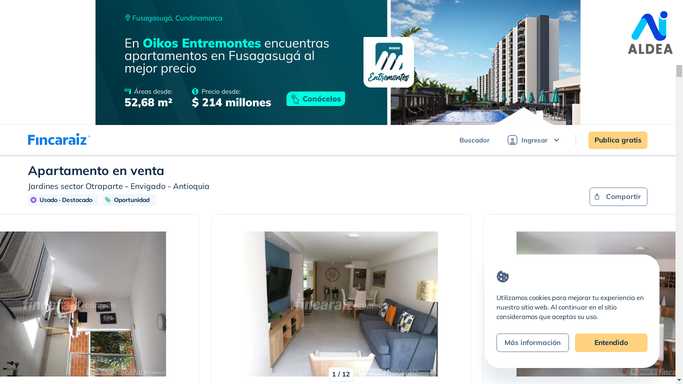 Fusagasugá, Cundinamarca
En Oikos Entremontes encuentras
apartamentos en Fusagasugá al
mejor precio
Áreas desde:
52,68 m²
Precio desde:
$ 214 millones
Conócelos
Entremontes
ALDEA
Fincaraiz
Buscador
Ingresar
Publica gratis
Apartamento en venta
Jardines sector Otraparte - Envigado - Antioquia
Usado · Destacado
Oportunidad
Compartir
fincaraiz
fincaraiz
fincaraiz
1 / 12
Utilizamos cookies para mejorar tu experiencia en
nuestro sitio web. Al continuar en el sitio
consideramos que aceptas su uso.
Más información
Entendido